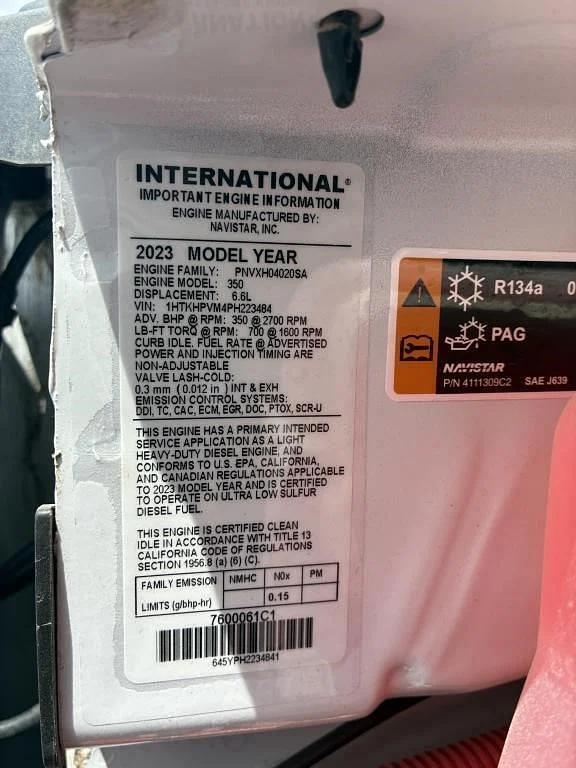 INTERNATIONAL®
IMPORTANT ENGINE INFORMATION
ENGINE MANUFACTURED BY:
NAVISTAR, INC.
2023 MODEL YEAR
ENGINE FAMILY: PNVXH04020SA
ENGINE MODEL: 350
DISPLACEMENT: 6.6L
VIN: 1HTKHPVM4PH223484
ADV. BHP @ RPM: 350 @ 2700 RPM
LB-FT TORQ @ RPM: 700 @ 1600 RPM
CURB IDLE, FUEL RATE @ ADVERTISED
POWER AND INJECTION TIMING ARE
NON-ADJUSTABLE
VALVE LASH-COLD:
0.3 mm (0.012 in) INT & EXH
EMISSION CONTROL SYSTEMS:
DDI, TC, CAC, ECM, EGR, DOC, PTOX, SCR-U
THIS ENGINE HAS A PRIMARY INTENDED
SERVICE APPLICATION AS A LIGHT
HEAVY-DUTY DIESEL ENGINE, AND
CONFORMS TO U.S. EPA, CALIFORNIA,
AND CANADIAN REGULATIONS APPLICABLE
TO 2023 MODEL YEAR AND IS CERTIFIED
TO OPERATE ON ULTRA LOW SULFUR
DIESEL FUEL.
THIS ENGINE IS CERTIFIED CLEAN
IDLE IN ACCORDANCE WITH TITLE 13
CALIFORNIA CODE OF REGULATIONS
SECTION 1956.8 (a) (6) (C).
FAMILY EMISSION NMHC N0x PM
LIMITS (g/bhp-hr) 0.15
7600061C1
645YPH2234841
R134a 0
PAG
NAVISTAR
P/N 4111309C2 SAE J639